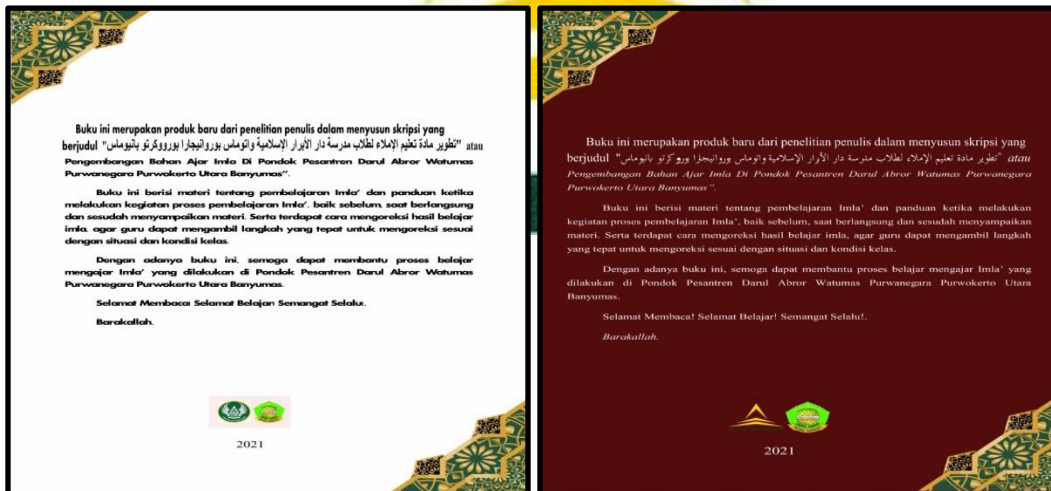 Buku ini merupakan produk baru dari penelitian penulis dalam menyusun skripsi yang
berjudul "تطوير مادة تعليم الإملاء لطلاب مدرسة دار الأبرار الإسلامية واتوماس بوروانيجارا بورووكرتو بانيوماس" atau
Pengembangan Bahan Ajar Imla Di Pondok Pesantren Darul Abror Watumas
Purwanegara Purwokerto Utara Banyumas".
Buku ini berisi materi tentang pembelajaran Imla' dan panduan ketika
melakukan kegiatan proses pembelajaran Imla', baik sebelum, saat berlangsung
dan sesudah menyampaikan materi. Serta terdapat cara mengoreksi hasil belajar
imla, agar guru dapat mengambil langkah yang tepat untuk mengoreksi sesuai
dengan situasi dan kondisi kelas.
Dengan adanya buku ini, semoga dapat membantu proses belajar
mengajar Imla' yang dilakukan di Pondok Pesantren Darul Abror Watumas
Purwanegara Purwokerto Utara Banyumas.
Selamat Membaca! Selamat Belajar! Semangat Selalu!.
Barakallah.
2021
Buku ini merupakan produk baru dari penelitian penulis dalam menyusun skripsi yang
berjudul "تطوير مادة تعليم الإملاء لطلاب مدرسة دار الأبرار الإسلامية واتوماس بوروانيجارا بورووكرتو بانيوماس" atau
Pengembangan Bahan Ajar Imla Di Pondok Pesantren Darul Abror Watumas Purwanegara
Purwokerto Utara Banyumas".
Buku ini berisi materi tentang pembelajaran Imla' dan panduan ketika melakukan
kegiatan proses pembelajaran Imla', baik sebelum, saat berlangsung dan sesudah menyampaikan
materi. Serta terdapat cara mengoreksi hasil belajar imla, agar guru dapat mengambil langkah
yang tepat untuk mengoreksi sesuai dengan situasi dan kondisi kelas.
Dengan adanya buku ini, semoga dapat membantu proses belajar mengajar Imla' yang
dilakukan di Pondok Pesantren Darul Abror Watumas Purwanegara Purwokerto Utara
Banyumas.
Selamat Membaca! Selamat Belajar! Semangat Selalu!.
Barakallah.
2021